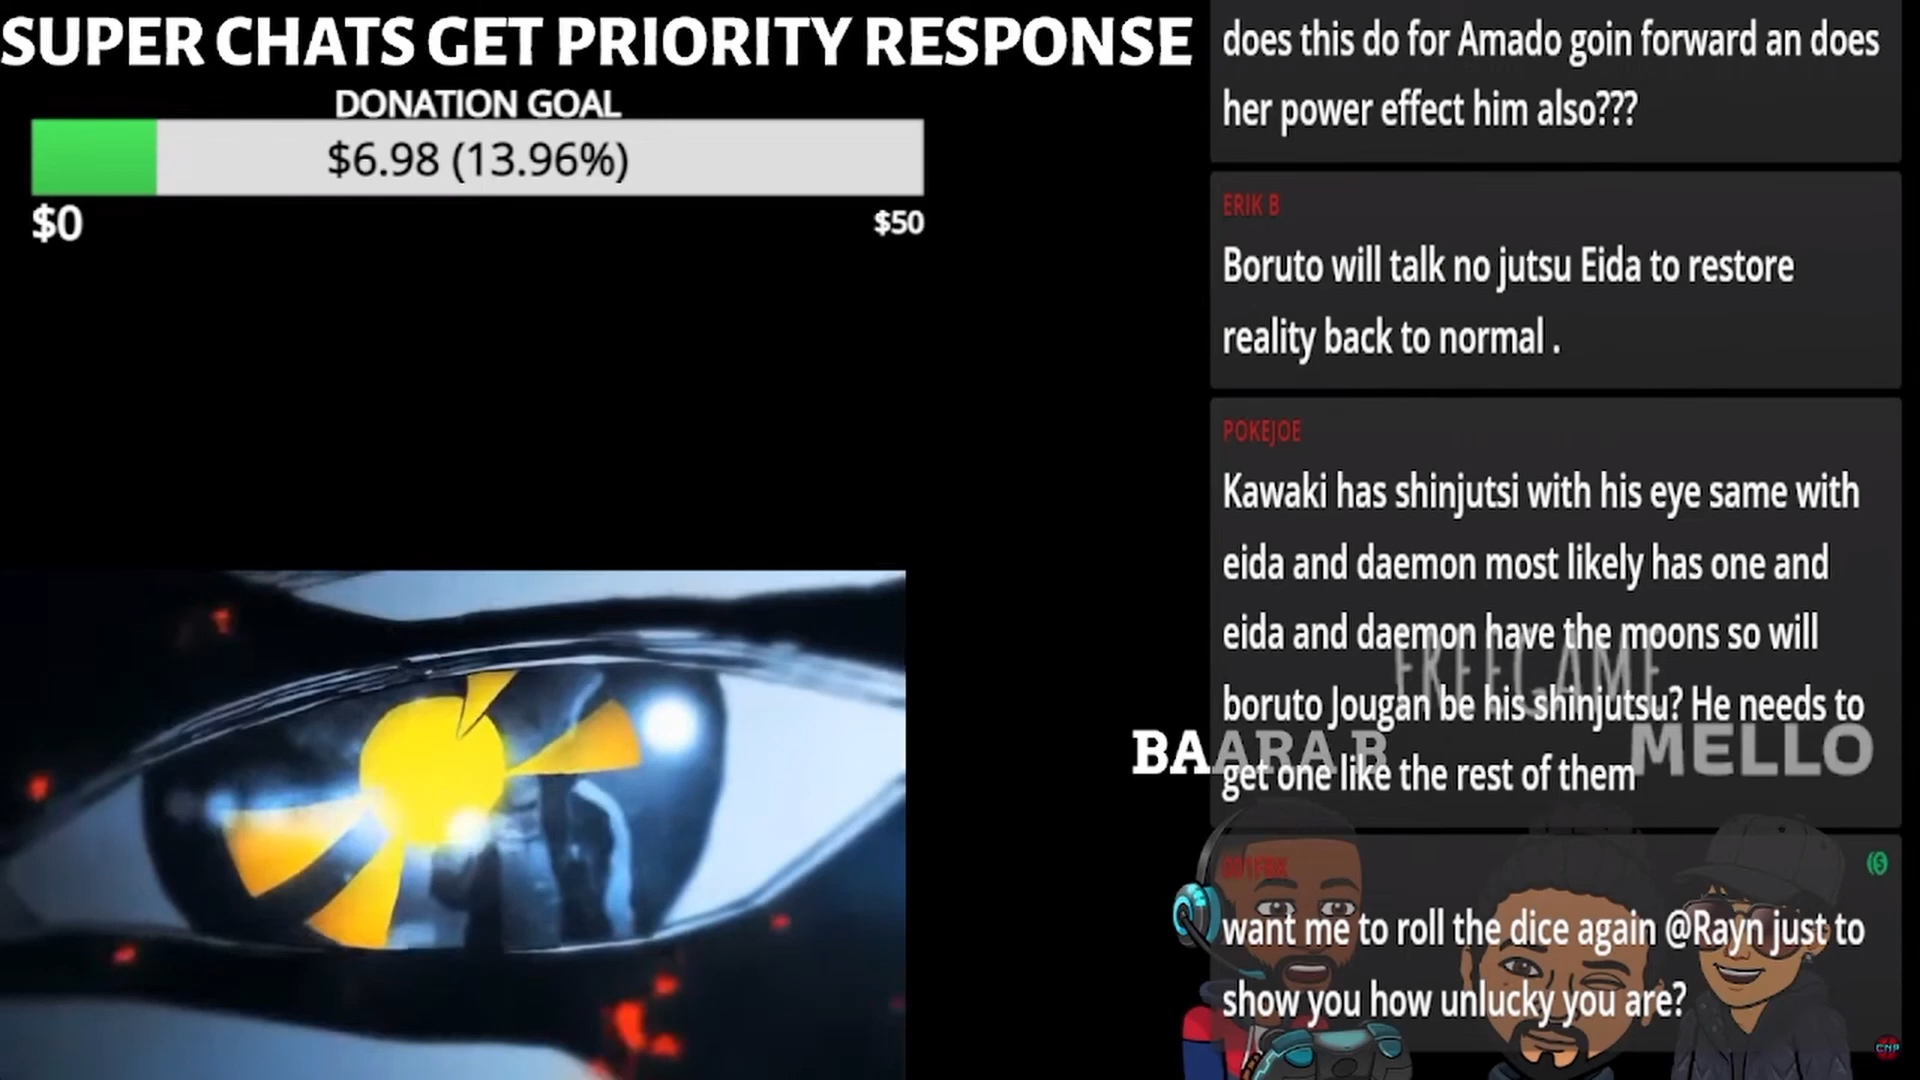 SUPER CHATS GET PRIORITY RESPONSE
DONATION GOAL
$6.98 (13.96%)
$0
$50
does this do for Amado goin forward an does
her power effect him also???
ERIK B
Boruto will talk no jutsu Eida to restore
reality back to normal .
POKEJOE
Kawaki has shinjutsi with his eye same with
eida and daemon most likely has one and
eida and daemon have the moons so will
boruto Jougan be his shinjutsu? He needs to
get one like the rest of them
FREEGAME
BAARA B
MELLO
want me to roll the dice again @Rayn just to
show you how unlucky you are?
CNP